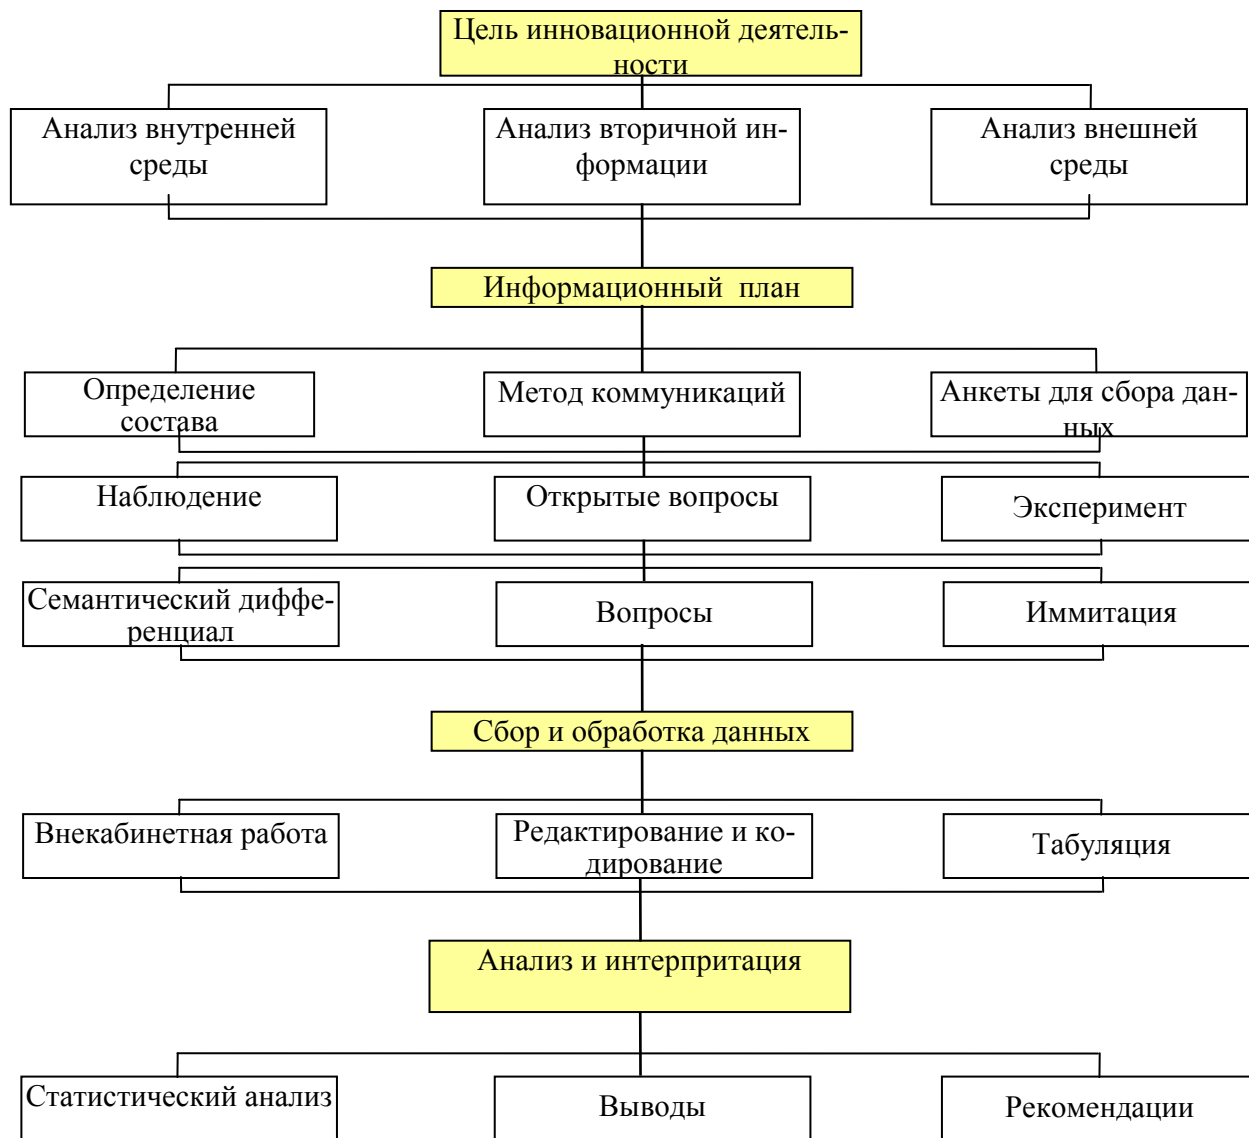 Цель инновационной деятель-
ности
Анализ внутренней
среды
Анализ вторичной ин-
формации
Анализ внешней
среды
Информационный  план
Определение
состава
Метод коммуникаций
Анкеты для сбора дан-
ных
Наблюдение
Открытые вопросы
Эксперимент
Семантический диффе-
ренциал
Вопросы
Иммитация
Сбор и обработка данных
Внекабинетная работа
Редактирование и ко-
дирование
Табуляция
Анализ и интерпритация
Статистический анализ
Выводы
Рекомендации